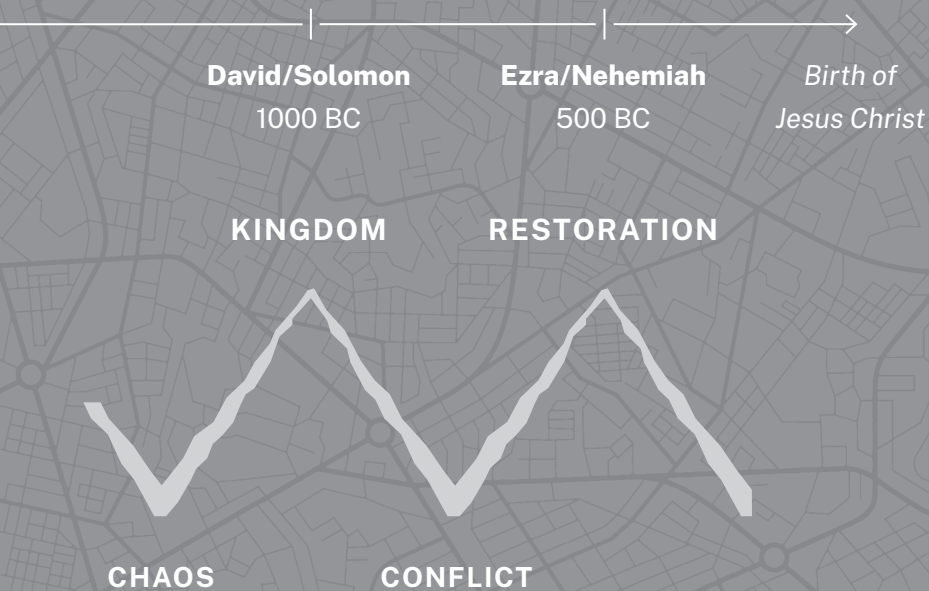 David/Solomon
1000 BC
Ezra/Nehemiah
500 BC
Birth of
Jesus Christ
KINGDOM
RESTORATION
CHAOS
CONFLICT